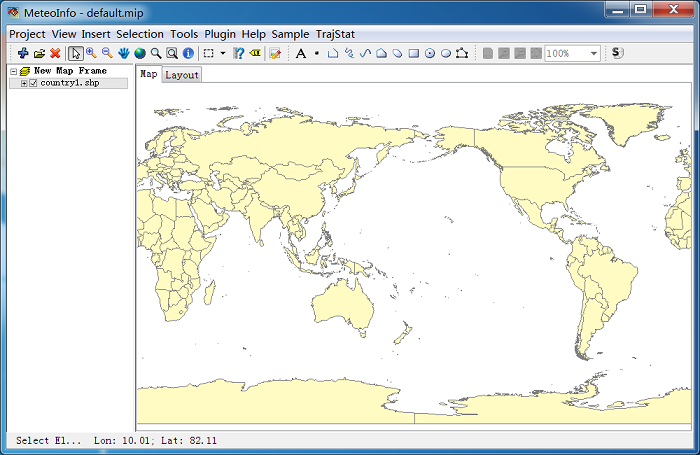 MeteoInfo - default.mip
Project View Insert Selection Tools Plugin Help Sample TrajStat
A 100%
New Map Frame
country1.shp
Map Layout
Select El... Lon: 10.01; Lat: 82.11